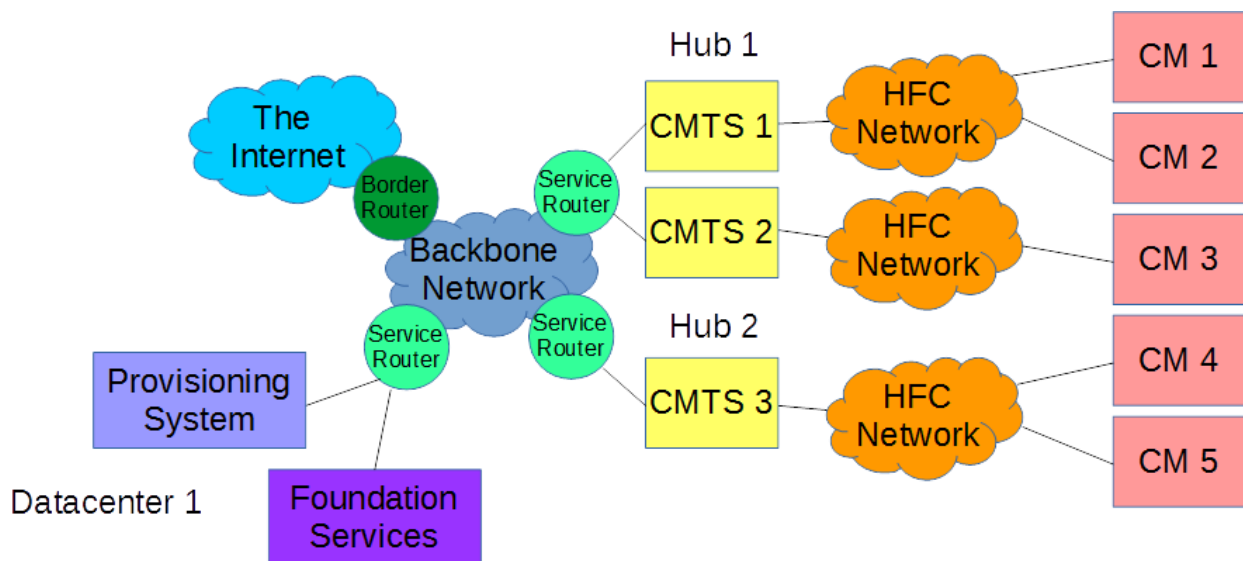 Hub 1
CM 1
The
Internet
CMTS 1
HFC
Network
CM 2
Border
Router
Service
Router
CMTS 2
HFC
Network
CM 3
Backbone
Network
Hub 2
Service
Router
Service
Router
CM 4
Provisioning
System
CMTS 3
HFC
Network
CM 5
Datacenter 1
Foundation
Services